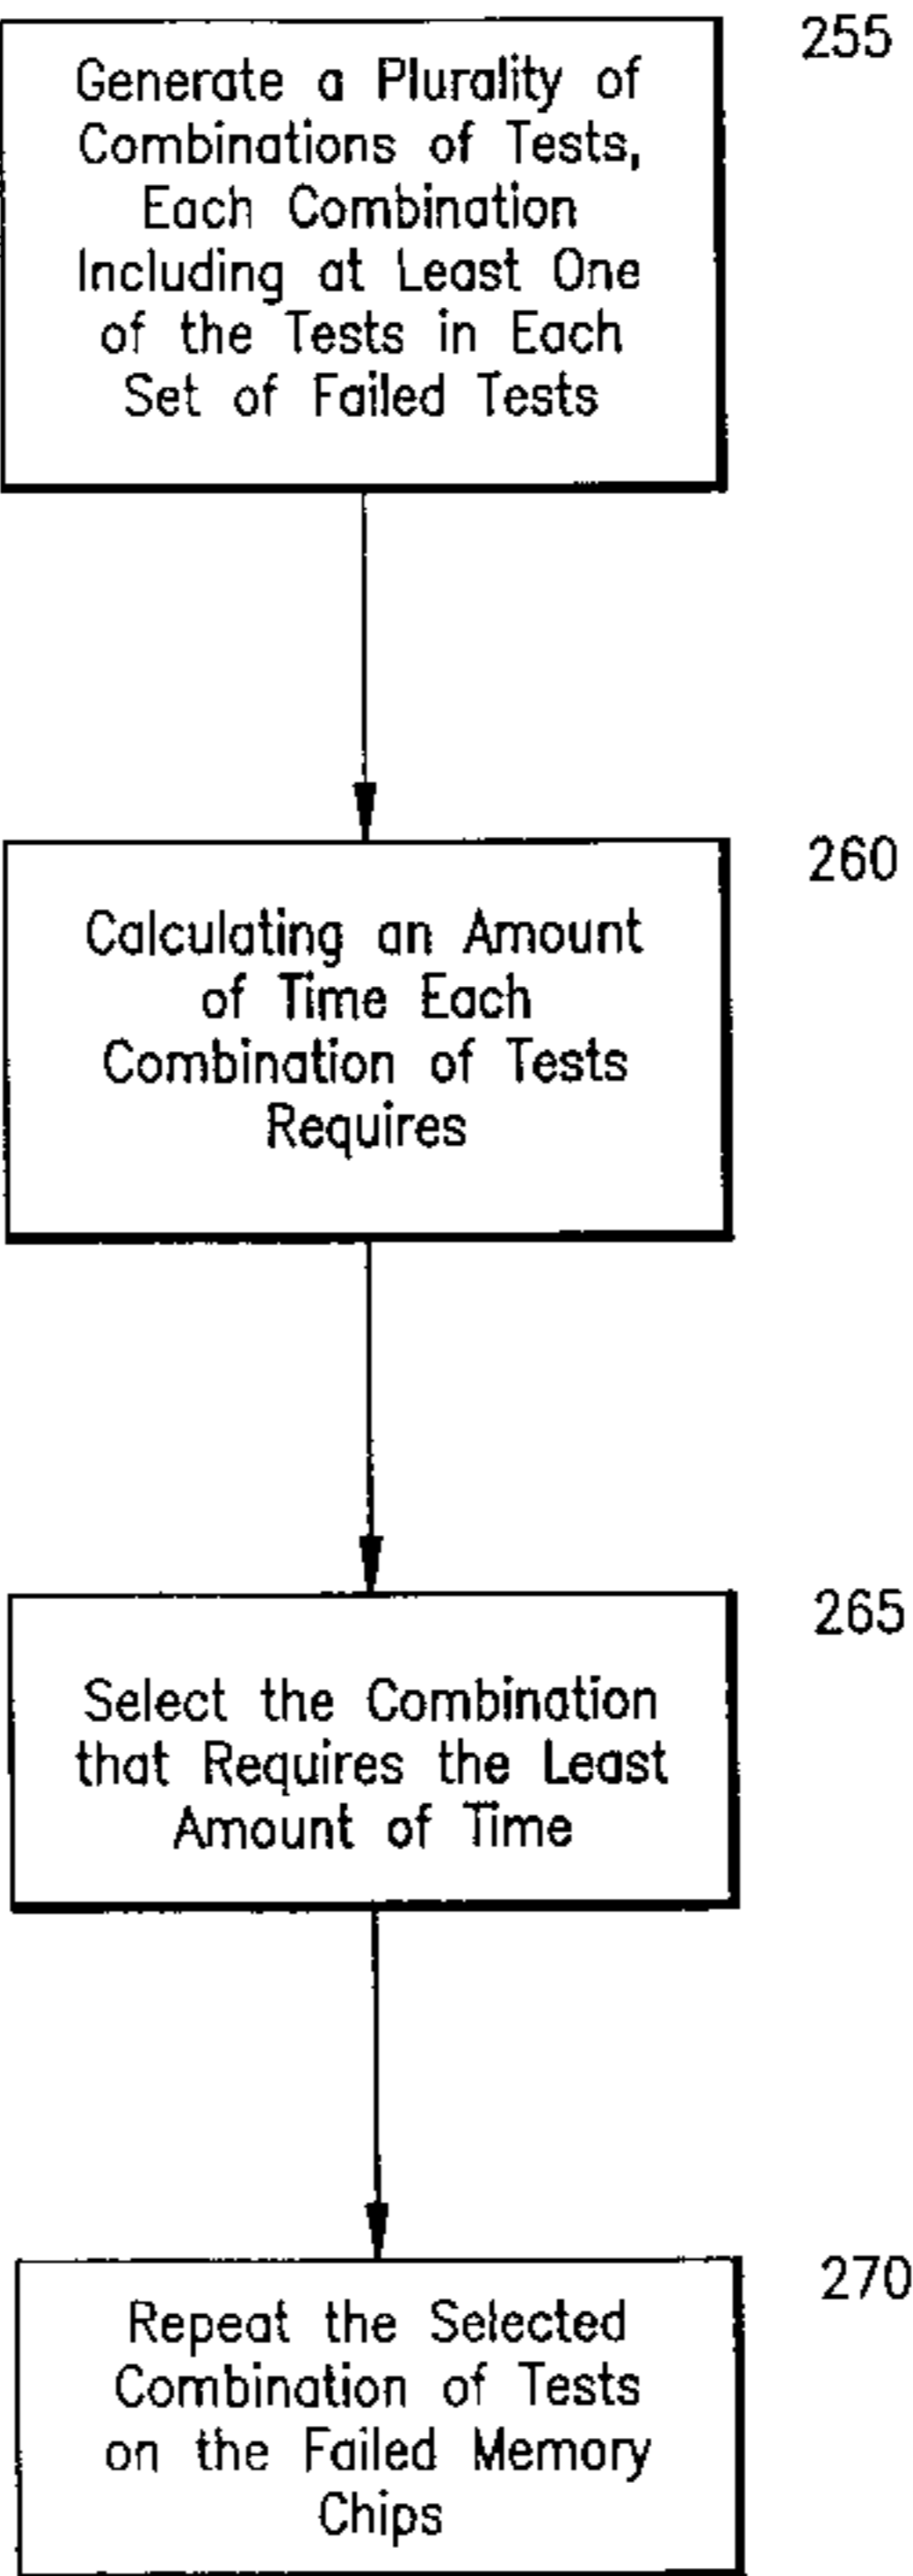 255
Generate a Plurality of
Combinations of Tests,
Each Combination
Including at Least One
of the Tests in Each
Set of Failed Tests
260
Calculating an Amount
of Time Each
Combination of Tests
Requires
265
Select the Combination
that Requires the Least
Amount of Time
270
Repeat the Selected
Combination of Tests
on the Failed Memory
Chips